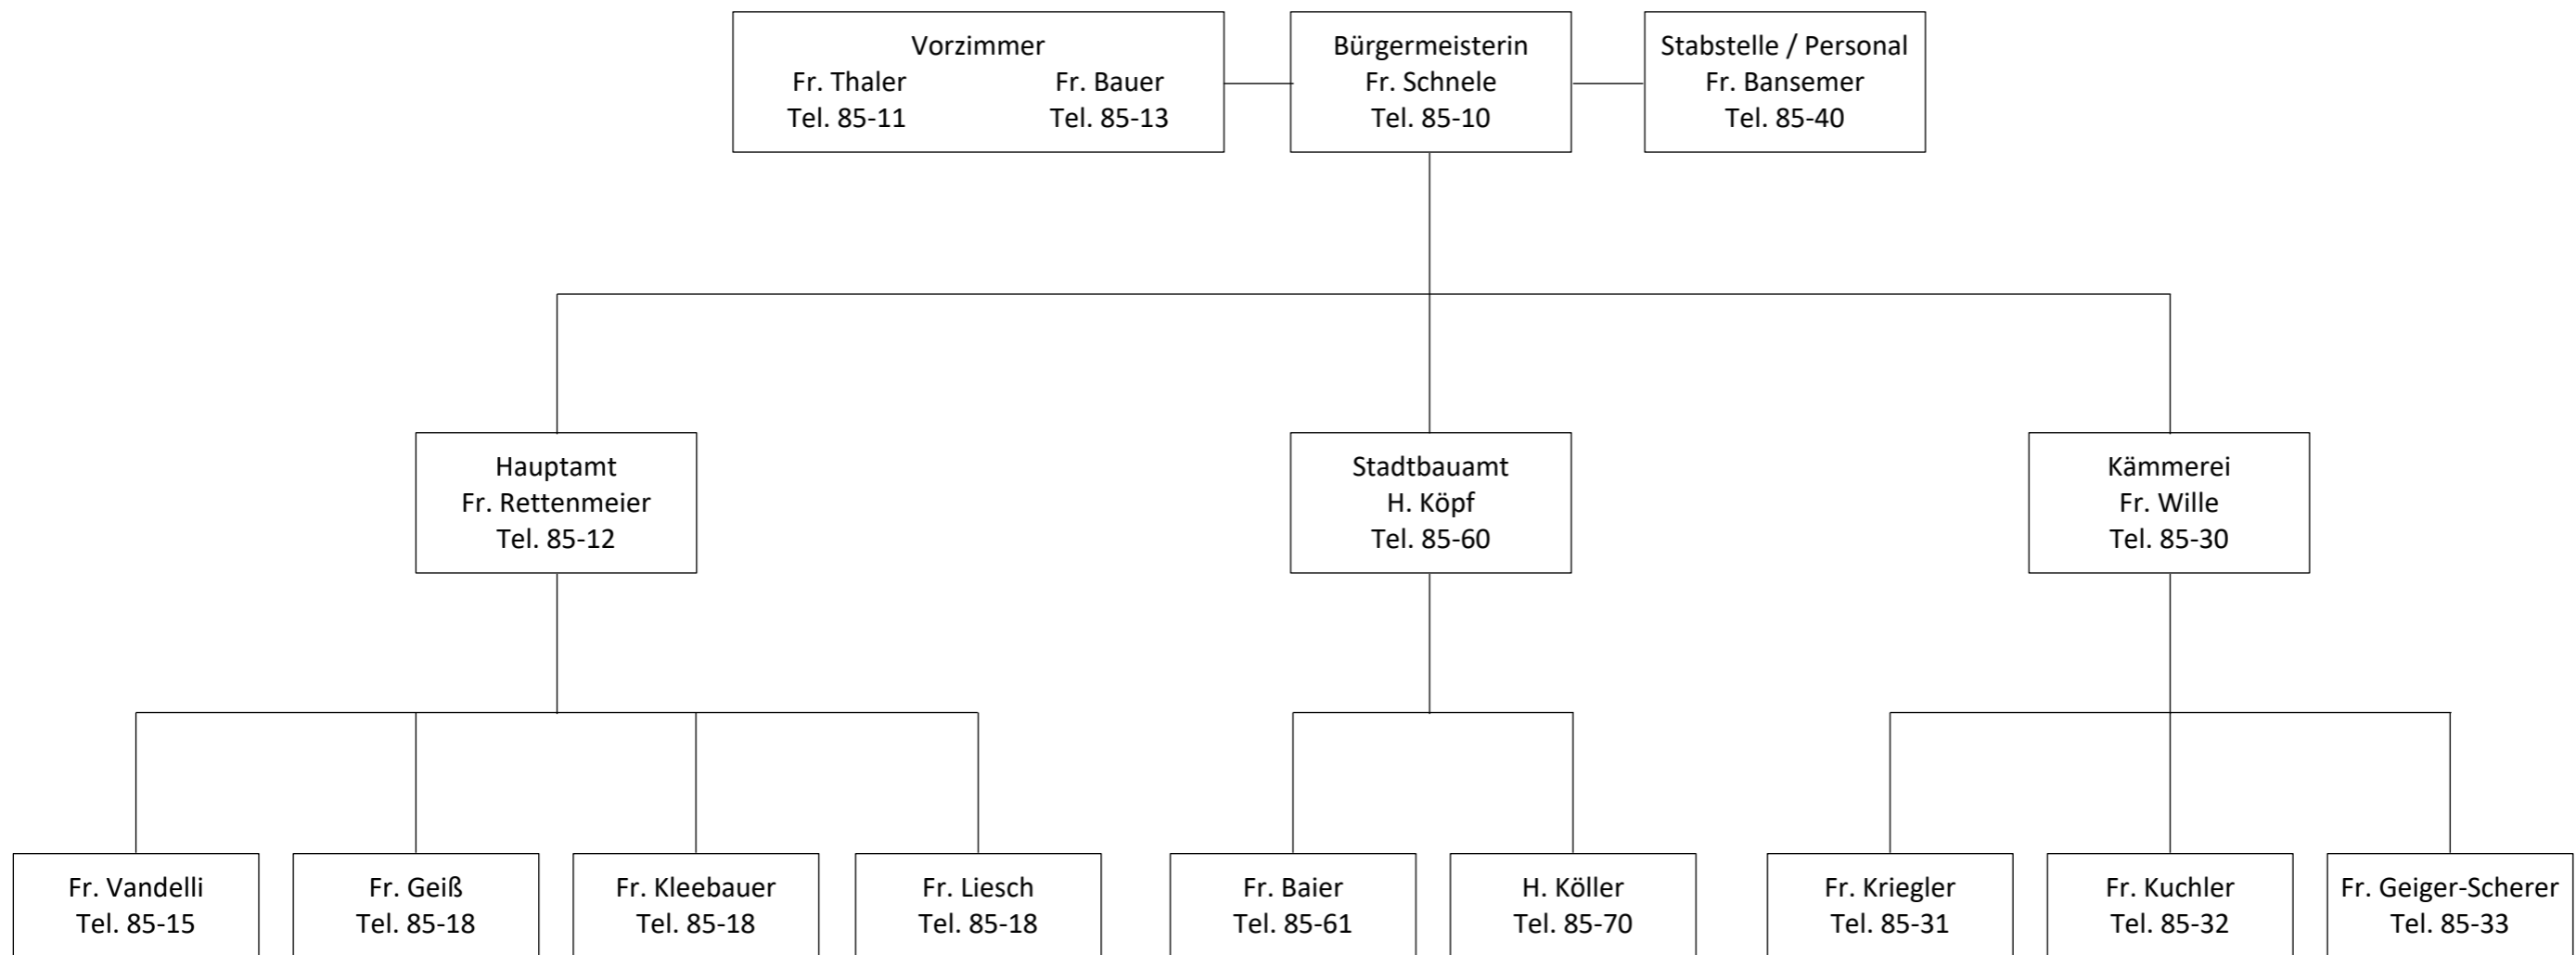 Vorzimmer
Fr. Thaler Fr. Bauer
Tel. 85-11 Tel. 85-13
Bürgermeisterin
Fr. Schnele
Tel. 85-10
Stabstelle / Personal
Fr. Bansemer
Tel. 85-40
Hauptamt
Fr. Rettenmeier
Tel. 85-12
Stadtbauamt
H. Köpf
Tel. 85-60
Kämmerei
Fr. Wille
Tel. 85-30
Fr. Vandelli
Tel. 85-15
Fr. Geiß
Tel. 85-18
Fr. Kleebauer
Tel. 85-18
Fr. Liesch
Tel. 85-18
Fr. Baier
Tel. 85-61
H. Köller
Tel. 85-70
Fr. Kriegler
Tel. 85-31
Fr. Kuchler
Tel. 85-32
Fr. Geiger-Scherer
Tel. 85-33